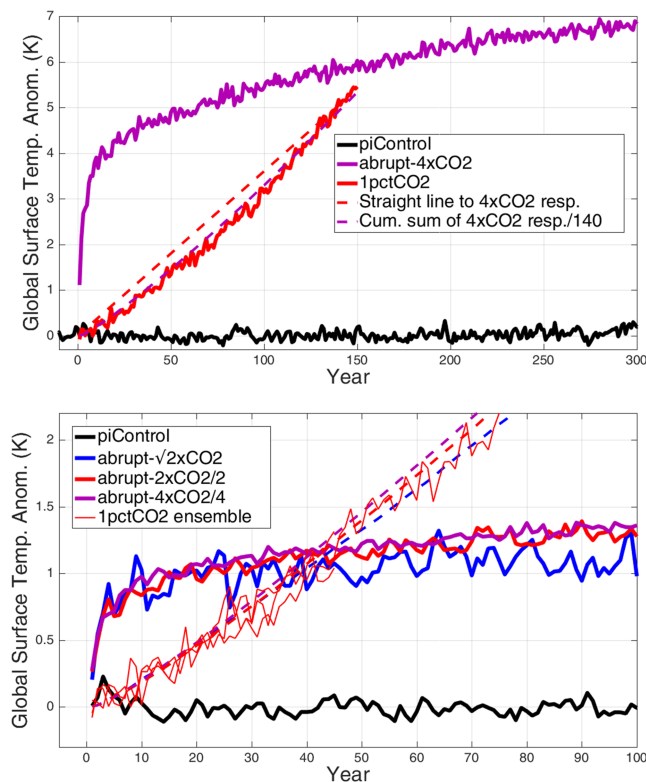 7
6
5
4
3
2
1
0
Global Surface Temp. Anom. (K)
piControl
abrupt-4xCO2
1pctCO2
Straight line to 4xCO2 resp.
Cum. sum of 4xCO2 resp./140
0 50 100 150 200 250 300
Year
2
1.5
1
0.5
0
Global Surface Temp. Anom. (K)
piControl
abrupt-√2xCO2
abrupt-2xCO2/2
abrupt-4xCO2/4
1pctCO2 ensemble
0 10 20 30 40 50 60 70 80 90 100
Year